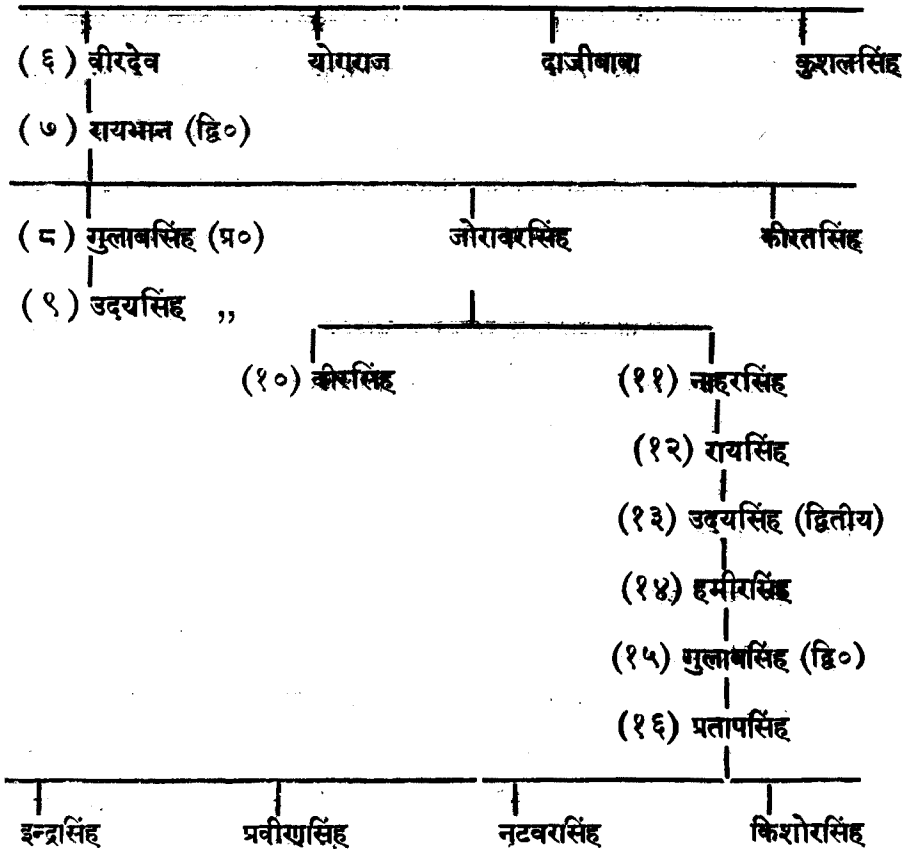 (६) वीरदेव योगराज दाजीबाबा कुशलसिंह
(७) रायभान (द्वि०)
(८) गुलाबसिंह (प्र०) जोरावरसिंह कीरतसिंह
(९) उदयसिंह ,,
(१०) वीरसिंह (११) नाहरसिंह
(१२) रायसिंह
(१३) उदयसिंह (द्वितीय)
(१४) हमीरसिंह
(१५) गुलाबसिंह (द्वि०)
(१६) प्रतापसिंह
इन्द्रासिंह प्रवीणसिंह नटवरसिंह किशोरसिंह